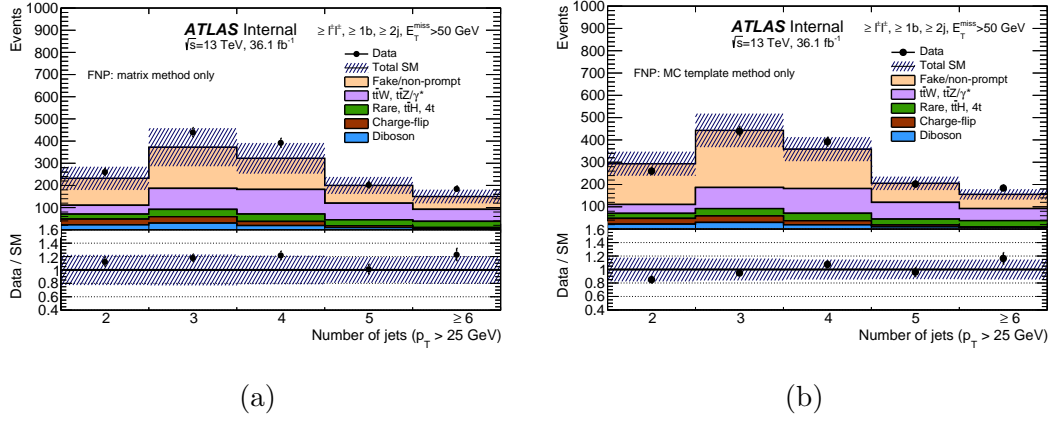 Events
1000
900
800
700
600
500
400
300
200
100
ATLAS Internal
√s=13 TeV, 36.1 fb⁻¹
≥ l±l±, ≥ 1b, ≥ 2j, E_T^miss>50 GeV
FNP: matrix method only
Data
Total SM
Fake/non-prompt
tt̄W, tt̄Z/γ*
Rare, tt̄H, 4t
Charge-flip
Diboson
Data / SM
1.6
1.4
1.2
1
0.8
0.6
0.4
2 3 4 5 ≥ 6
Number of jets (p_T > 25 GeV)
(a)
Events
1000
900
800
700
600
500
400
300
200
100
ATLAS Internal
√s=13 TeV, 36.1 fb⁻¹
≥ l±l±, ≥ 1b, ≥ 2j, E_T^miss>50 GeV
FNP: MC template method only
Data
Total SM
Fake/non-prompt
tt̄W, tt̄Z/γ*
Rare, tt̄H, 4t
Charge-flip
Diboson
Data / SM
1.6
1.4
1.2
1
0.8
0.6
0.4
2 3 4 5 ≥ 6
Number of jets (p_T > 25 GeV)
(b)